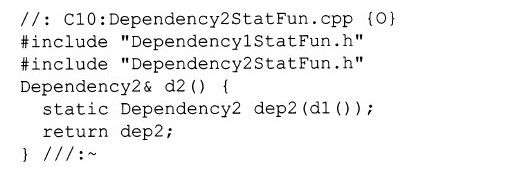 //: C10:Dependency2StatFun.cpp {O}
#include "Dependency1StatFun.h"
#include "Dependency2StatFun.h"
Dependency2& d2() {
  static Dependency2 dep2(d1());
  return dep2;
} ///:~